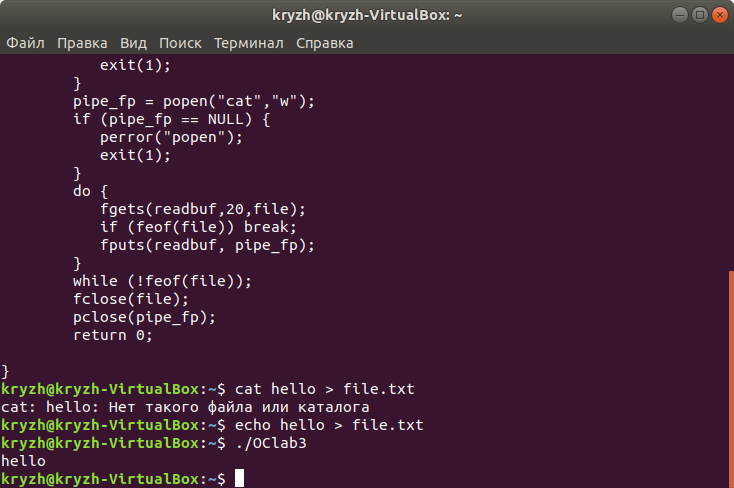 kryzh@kryzh-VirtualBox: ~
Файл Правка Вид Поиск Терминал Справка
           exit(1);
        }
        pipe_fp = popen("cat","w");
        if (pipe_fp == NULL) {
           perror("popen");
           exit(1);
        }
        do {
           fgets(readbuf,20,file);
           if (feof(file)) break;
           fputs(readbuf, pipe_fp);
        }
        while (!feof(file));
        fclose(file);
        pclose(pipe_fp);
        return 0;

}
kryzh@kryzh-VirtualBox:~$ cat hello > file.txt
cat: hello: Нет такого файла или каталога
kryzh@kryzh-VirtualBox:~$ echo hello > file.txt
kryzh@kryzh-VirtualBox:~$ ./OClab3
hello
kryzh@kryzh-VirtualBox:~$